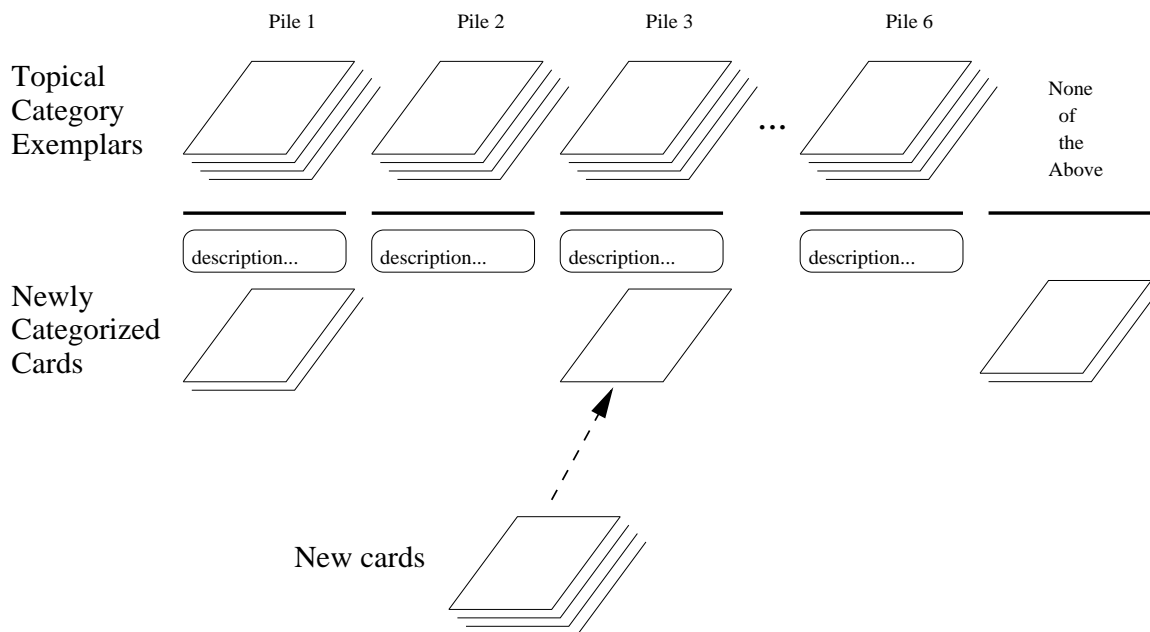 Pile 1
Pile 2
Pile 3
Pile 6
Topical
Category
Exemplars
...
None
of
the
Above
description...
description...
description...
description...
Newly
Categorized
Cards
New cards